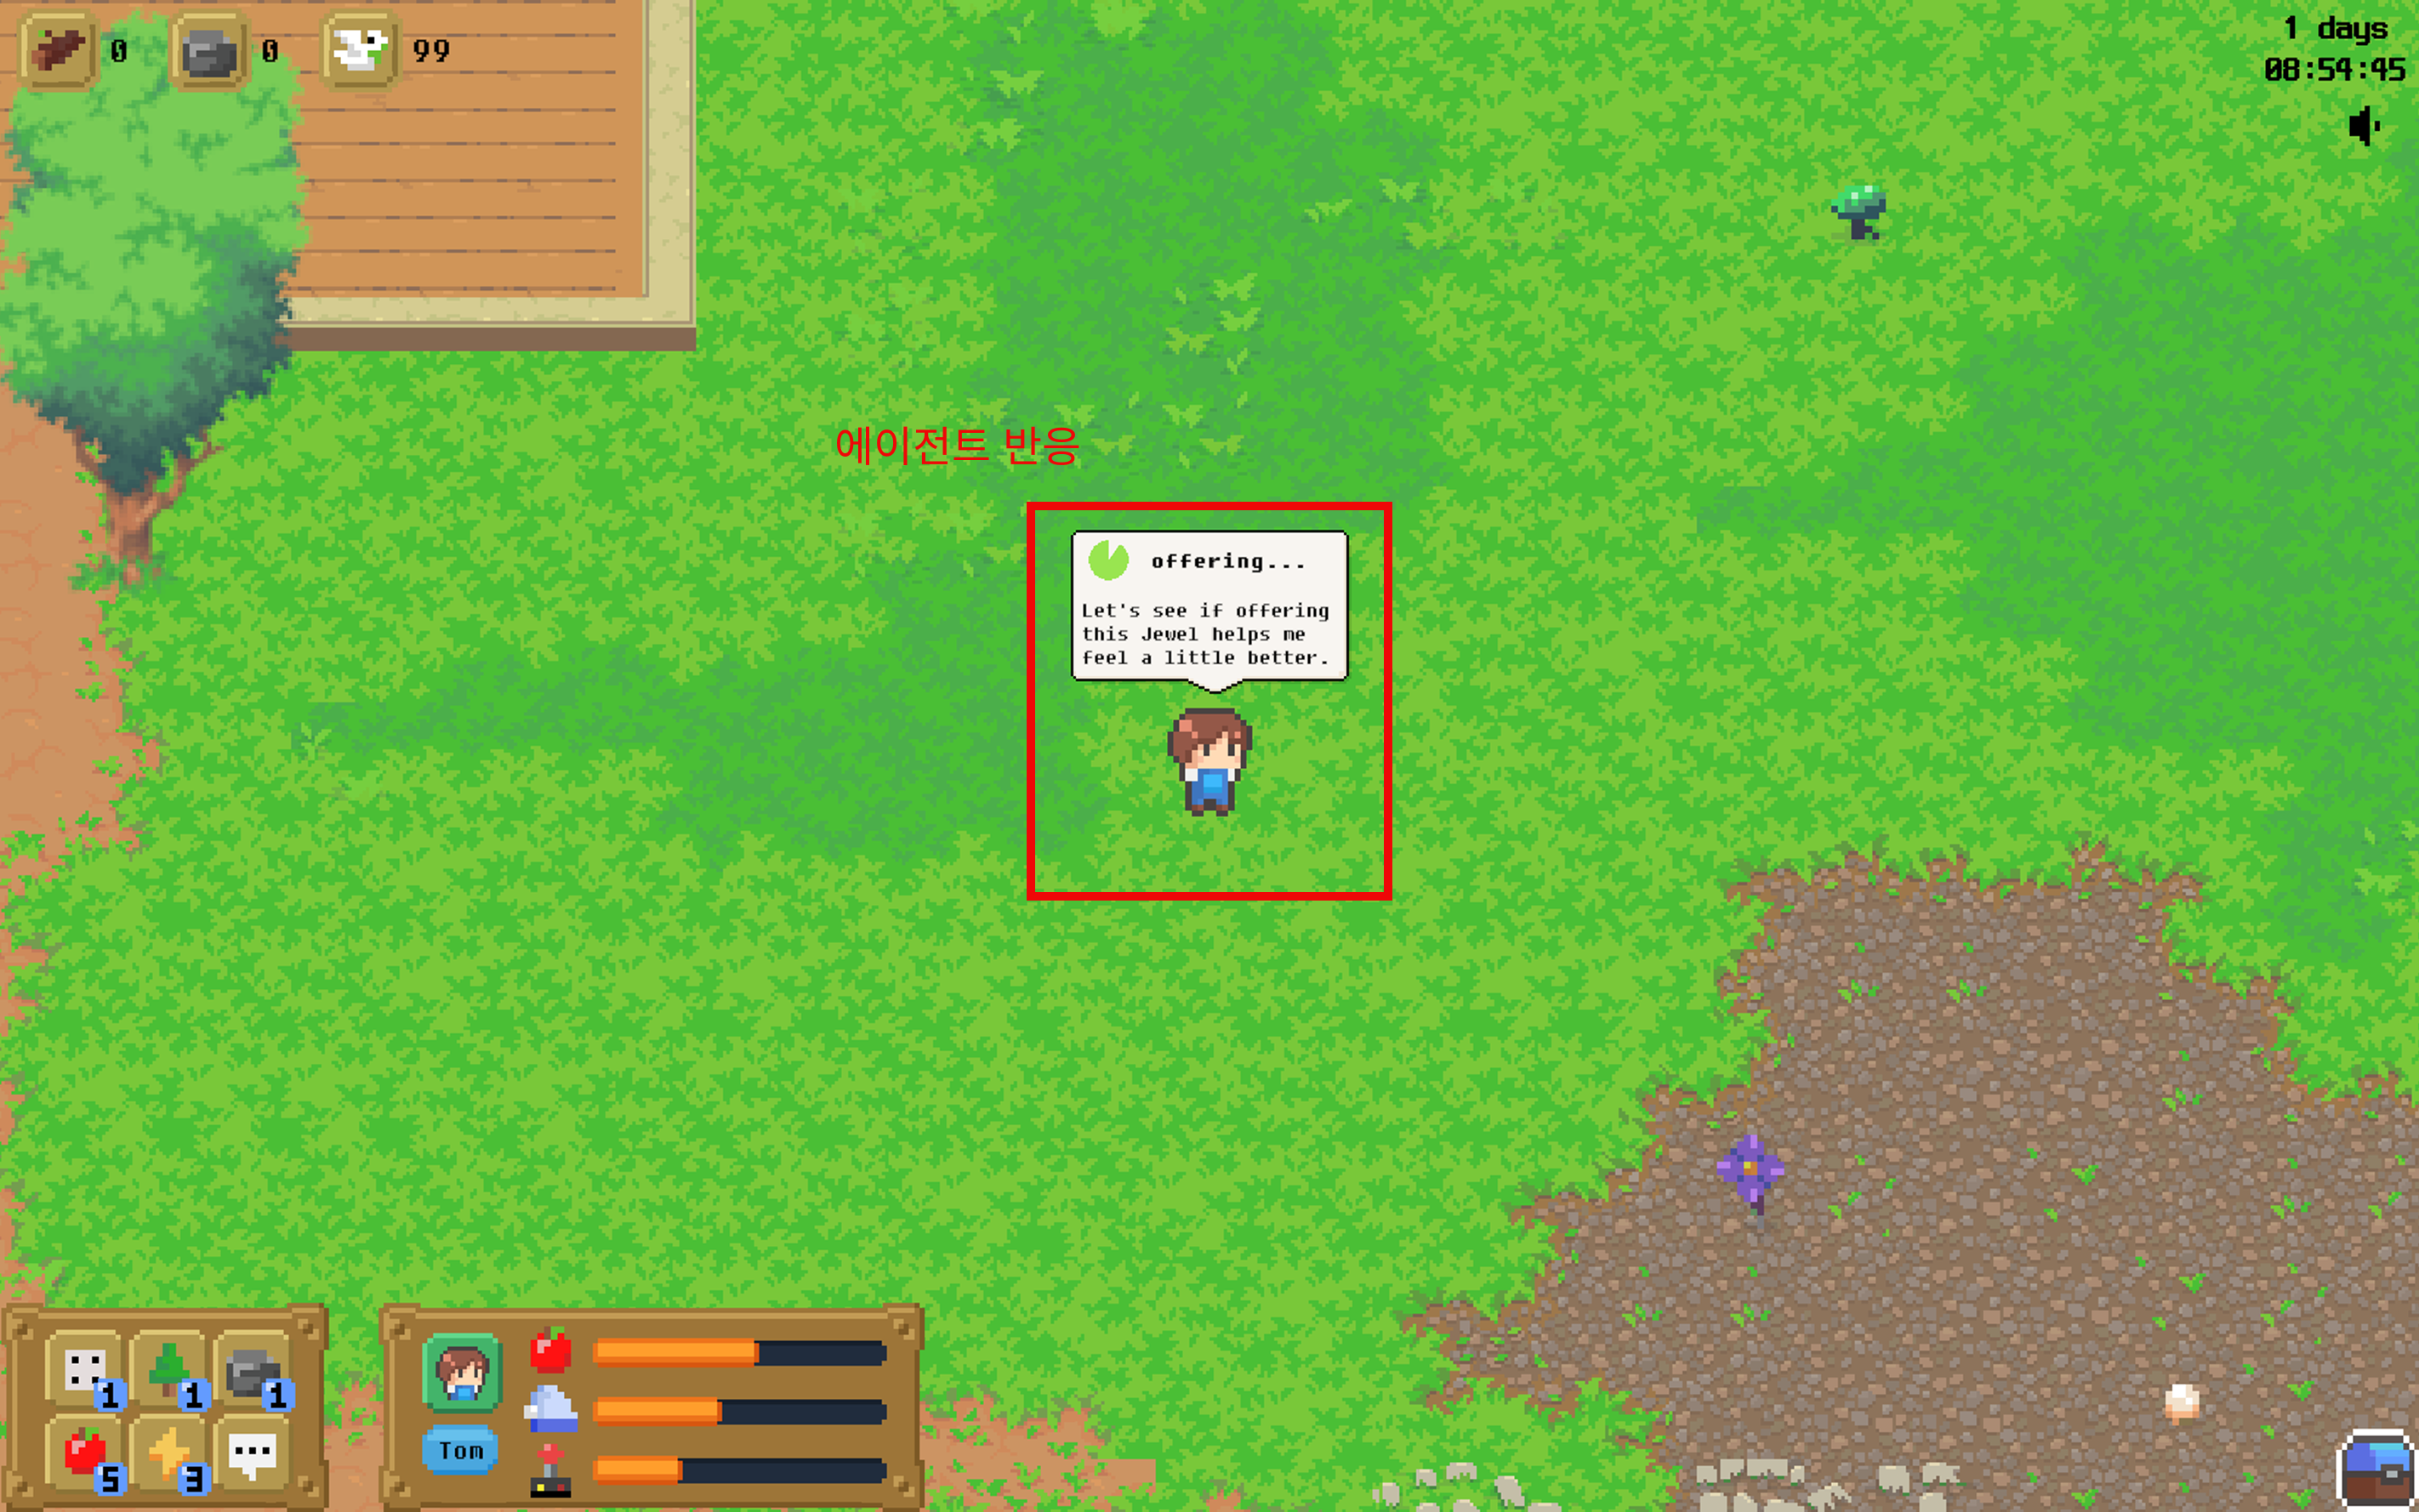 0 0 99
1 days
08:54:45
에이전트 반응
offering...
Let's see if offering
this Jewel helps me
feel a little better.
1 1 1
5 3
Tom